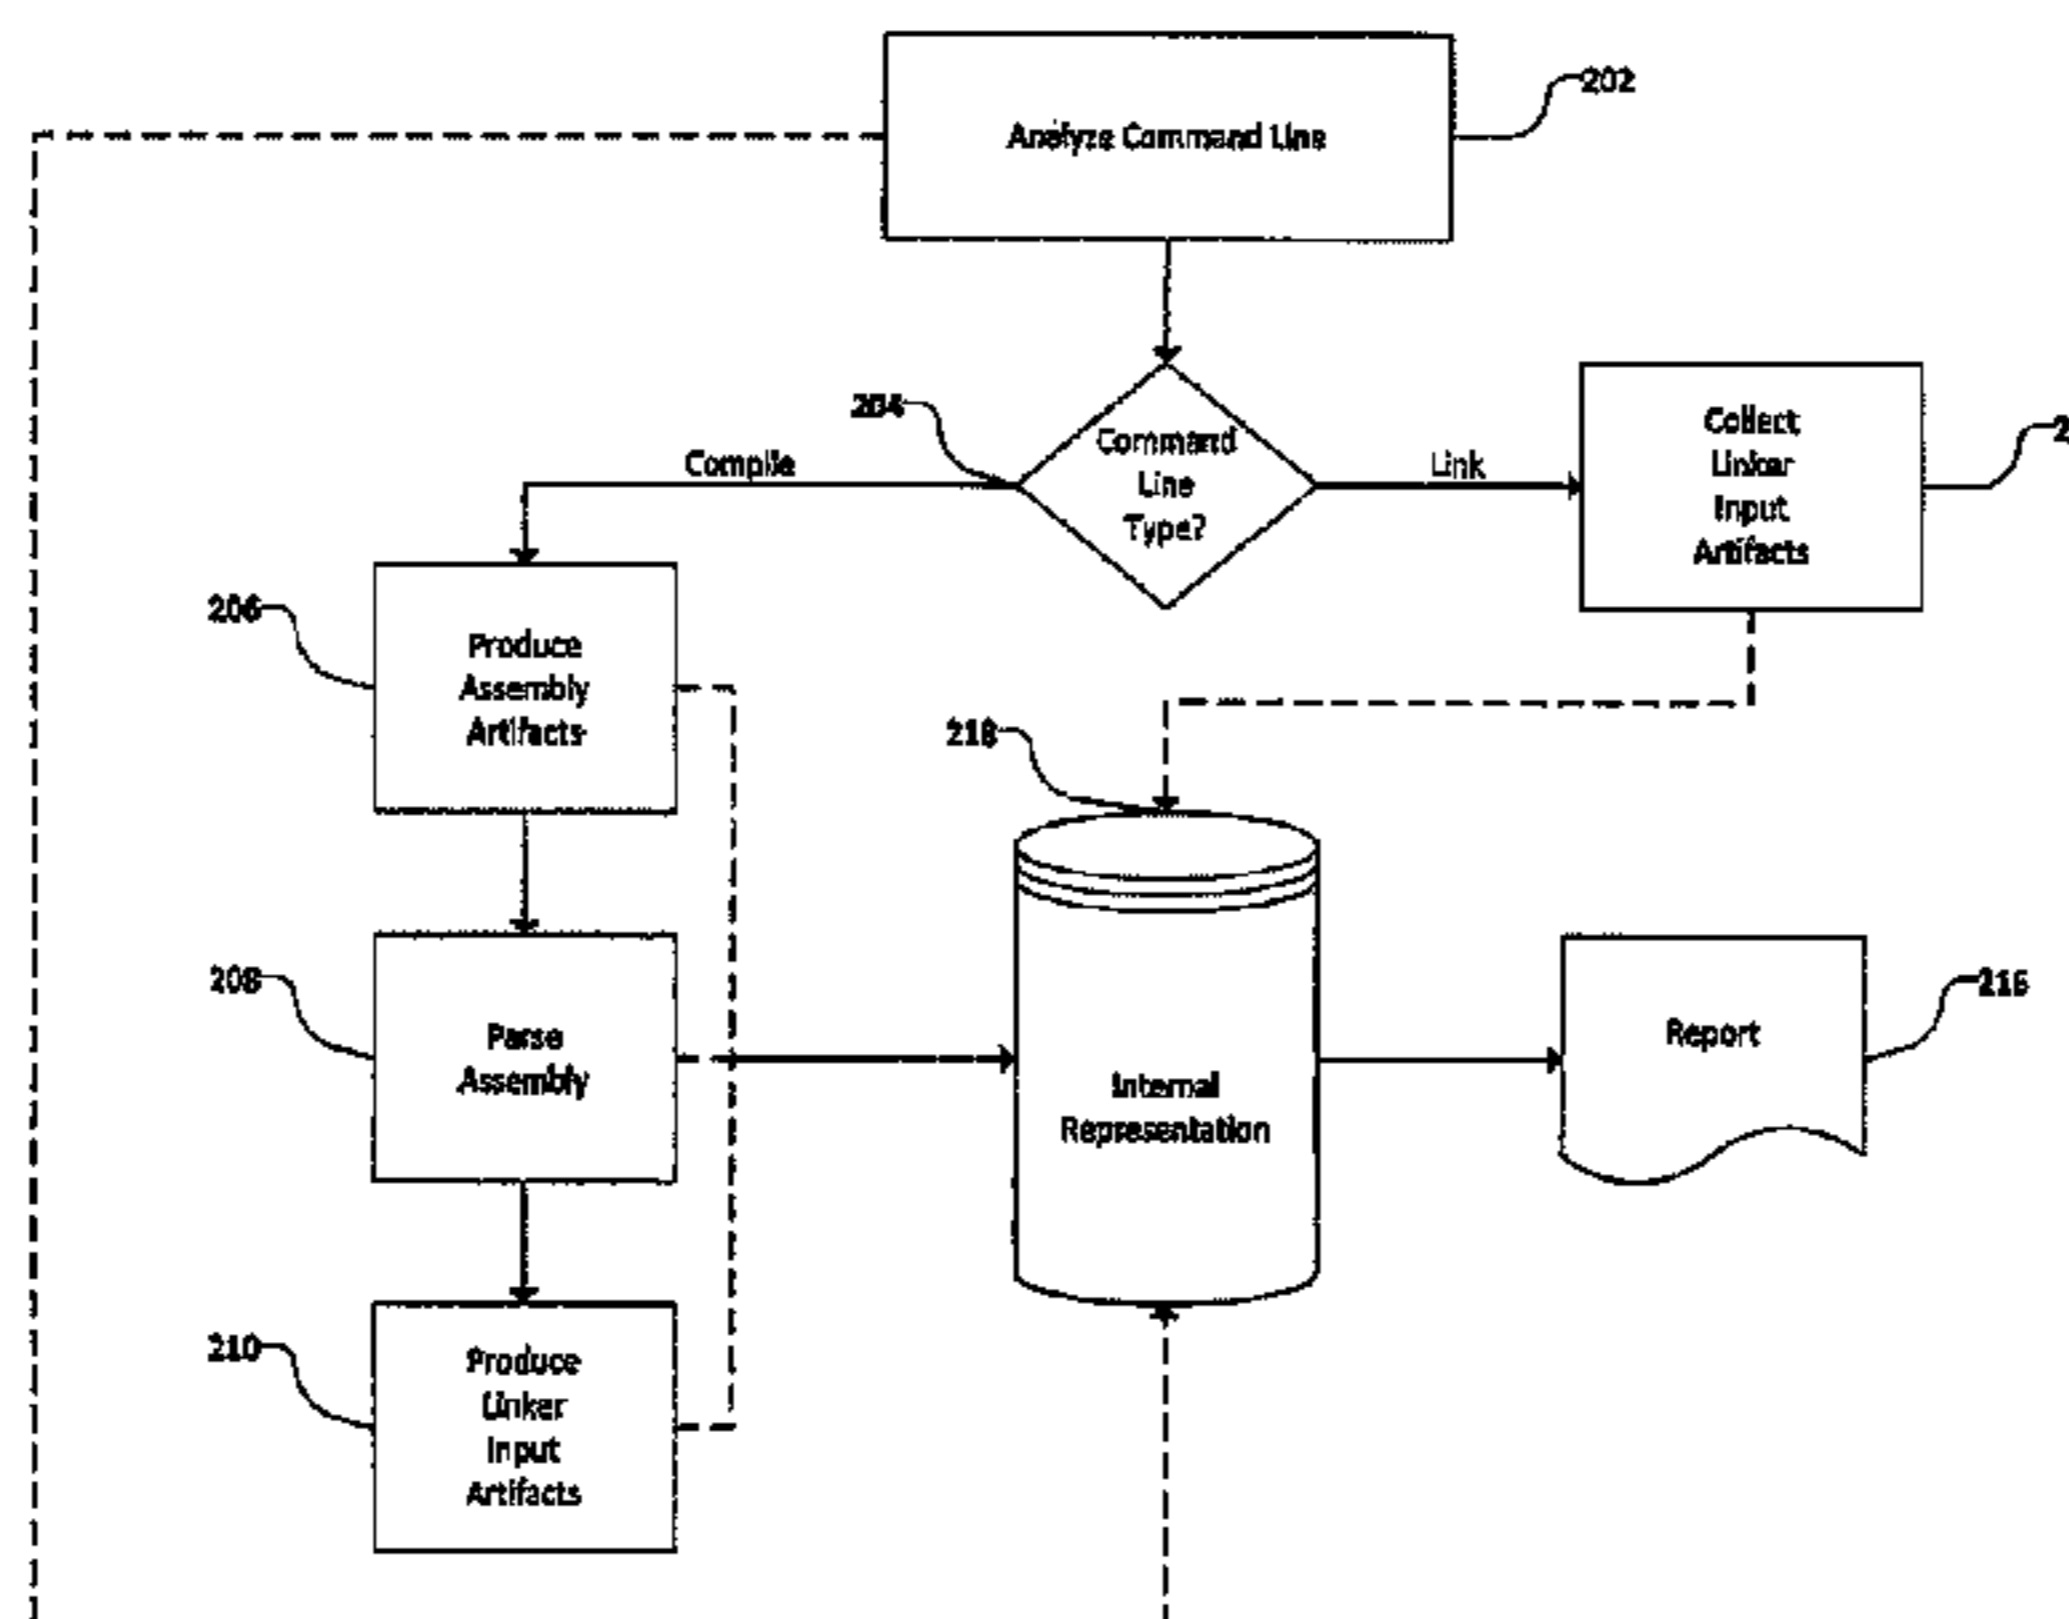 202
Analyze Command Line
204
Command
Line
Type?
Compile
Link
Collect
Linker
Input
Artifacts
206
Produce
Assembly
Artifacts
218
208
Parse
Assembly
Internal
Representation
Report
216
210
Produce
Linker
Input
Artifacts